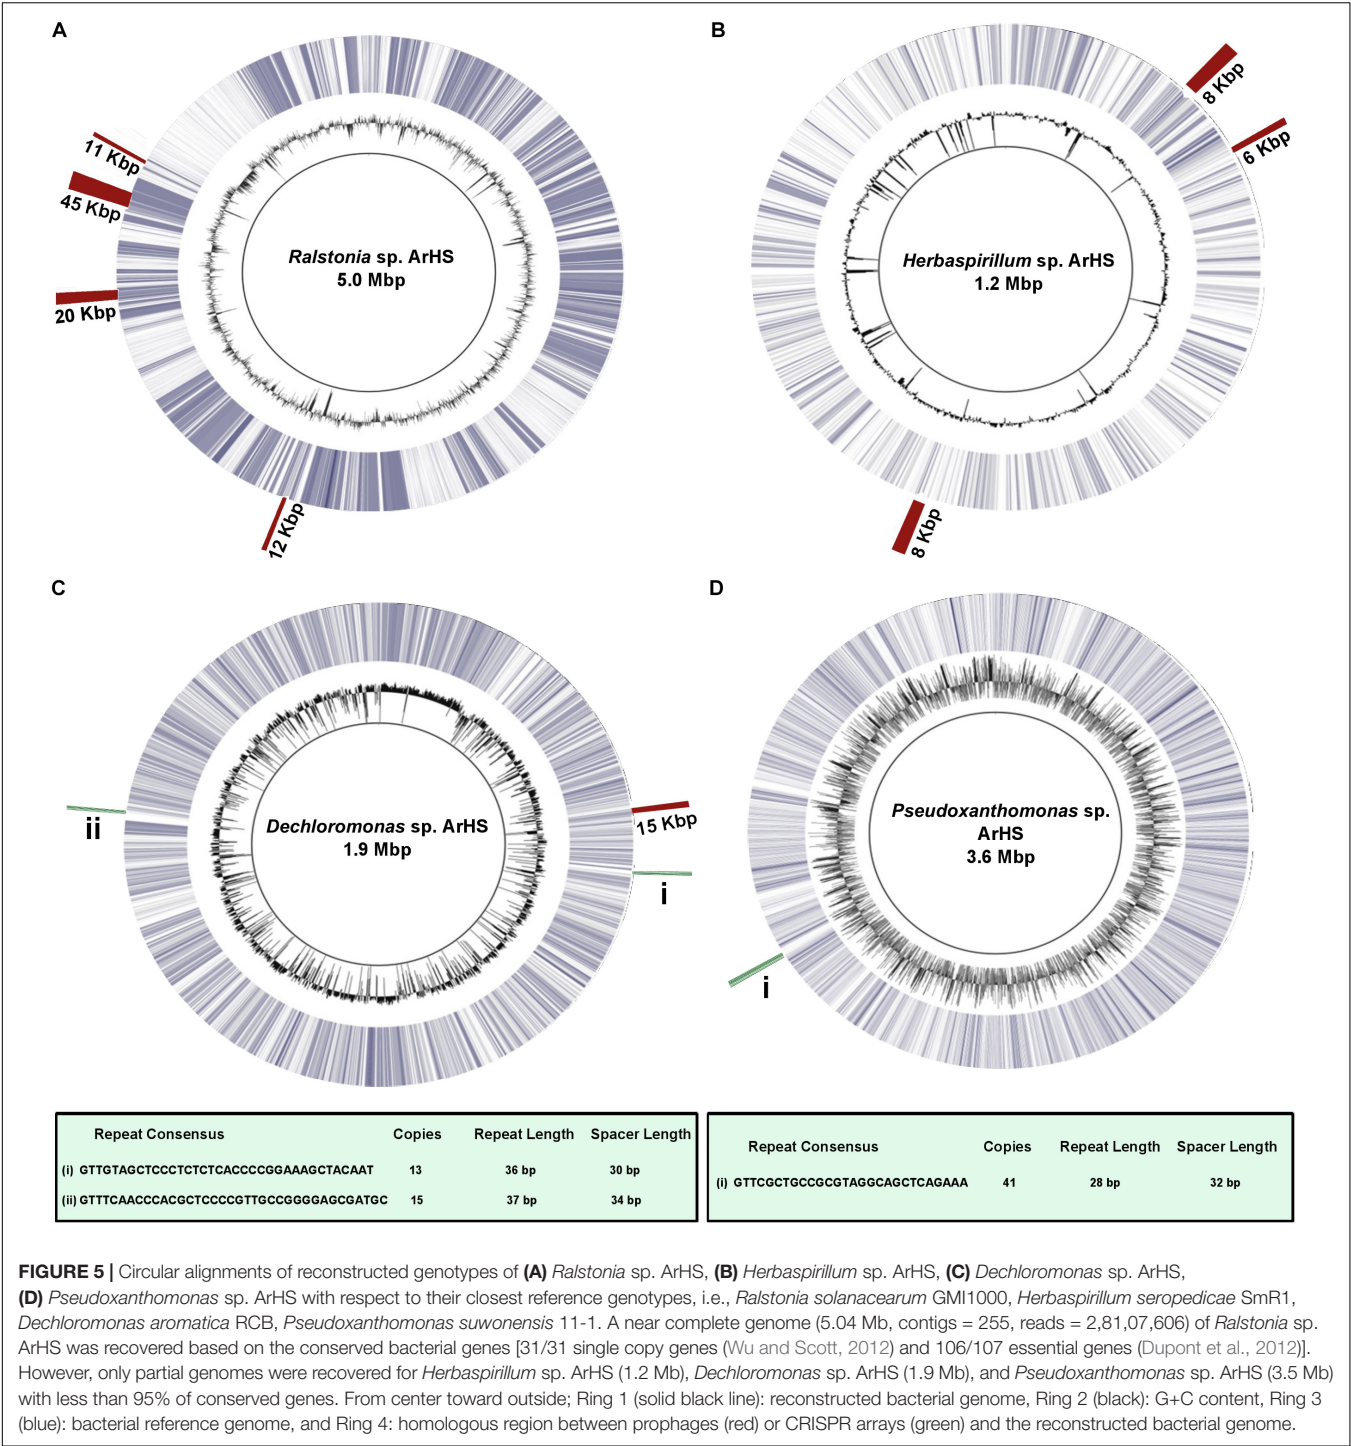 A
B
11 Kbp
45 Kbp
20 Kbp
12 Kbp
Ralstonia sp. ArHS
5.0 Mbp
8 Kbp
6 Kbp
8 Kbp
Herbaspirillum sp. ArHS
1.2 Mbp
C
D
ii
Dechloromonas sp. ArHS
1.9 Mbp
15 Kbp
i
Pseudoxanthomonas sp.
ArHS
3.6 Mbp
i
Repeat Consensus Copies Repeat Length Spacer Length
(i) GTTGTAGCTCCCTCTCTCACCCCGGAAAGCTACAAT 13 36 bp 30 bp
(ii) GTTTCAACCCACGCTCCCCGTTGCCGGGGAGCGATGC 15 37 bp 34 bp
Repeat Consensus Copies Repeat Length Spacer Length
(i) GTTCGCTGCCGCGTAGGCAGCTCAGAAA 41 28 bp 32 bp
FIGURE 5 | Circular alignments of reconstructed genotypes of (A) Ralstonia sp. ArHS, (B) Herbaspirillum sp. ArHS, (C) Dechloromonas sp. ArHS,
(D) Pseudoxanthomonas sp. ArHS with respect to their closest reference genotypes, i.e., Ralstonia solanacearum GMI1000, Herbaspirillum seropedicae SmR1,
Dechloromonas aromatica RCB, Pseudoxanthomonas suwonensis 11-1. A near complete genome (5.04 Mb, contigs = 255, reads = 2,81,07,606) of Ralstonia sp.
ArHS was recovered based on the conserved bacterial genes [31/31 single copy genes (Wu and Scott, 2012) and 106/107 essential genes (Dupont et al., 2012)].
However, only partial genomes were recovered for Herbaspirillum sp. ArHS (1.2 Mb), Dechloromonas sp. ArHS (1.9 Mb), and Pseudoxanthomonas sp. ArHS (3.5 Mb)
with less than 95% of conserved genes. From center toward outside; Ring 1 (solid black line): reconstructed bacterial genome, Ring 2 (black): G+C content, Ring 3
(blue): bacterial reference genome, and Ring 4: homologous region between prophages (red) or CRISPR arrays (green) and the reconstructed bacterial genome.